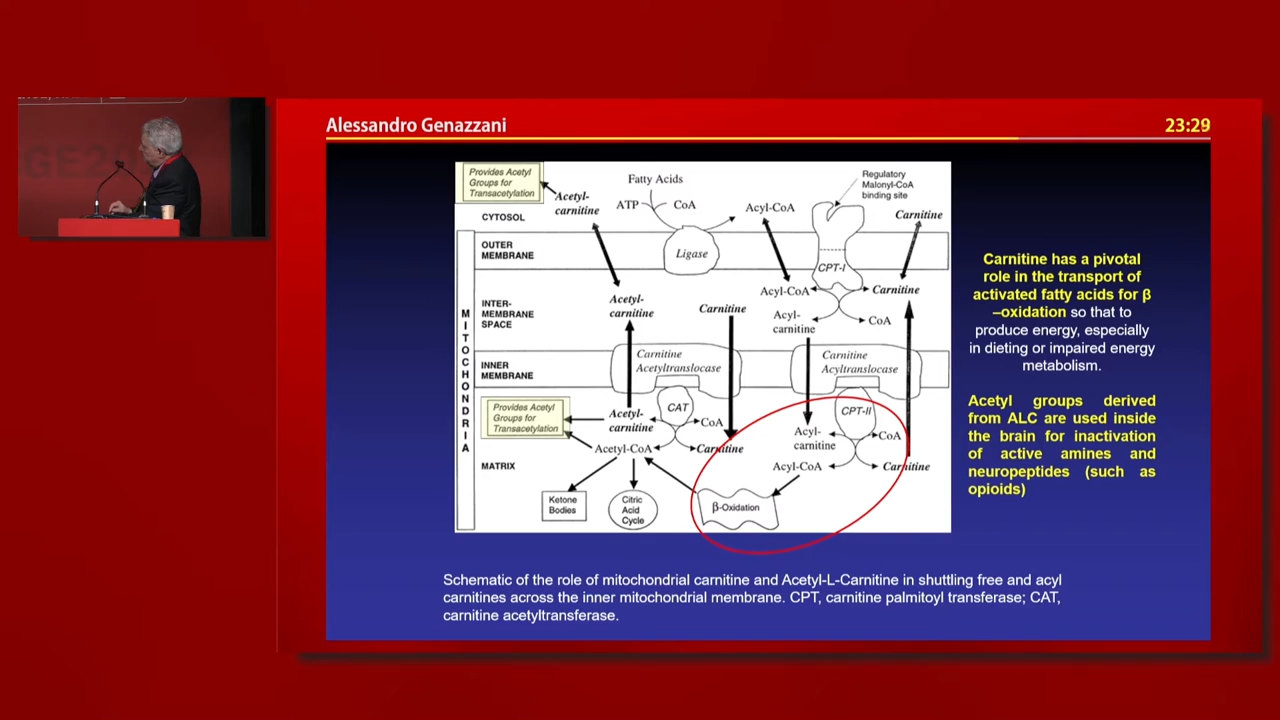 Alessandro Genazzani
23:29
Provides Acetyl
Groups for
Transacetylation
Acetyl-
carnitine
CYTOSOL
Fatty Acids
ATP
CoA
Acyl-CoA
Regulatory
Malonyl-CoA
binding site
Carnitine
OUTER
MEMBRANE
Ligase
CPT-I
MITOCHONDRIA
INTER-
MEMBRANE
SPACE
Acetyl-
carnitine
Carnitine
Acyl-CoA
Carnitine
Acyl-
carnitine
CoA
INNER
MEMBRANE
Carnitine
Acetyltranslocase
Carnitine
Acyltranslocase
Provides Acetyl
Groups for
Transacetylation
Acetyl-
carnitine
CAT
CoA
Acetyl-CoA
Carnitine
CPT-II
Acyl-
carnitine
CoA
MATRIX
Acyl-CoA
Carnitine
Ketone
Bodies
Citric
Acid
Cycle
β-Oxidation
Carnitine has a pivotal
role in the transport of
activated fatty acids for β
–oxidation so that to
produce energy, especially
in dieting or impaired energy
metabolism.
Acetyl groups derived
from ALC are used inside
the brain for inactivation
of active amines and
neuropeptides (such as
opioids)
Schematic of the role of mitochondrial carnitine and Acetyl-L-Carnitine in shuttling free and acyl
carnitines across the inner mitochondrial membrane. CPT, carnitine palmitoyl transferase; CAT,
carnitine acetyltransferase.